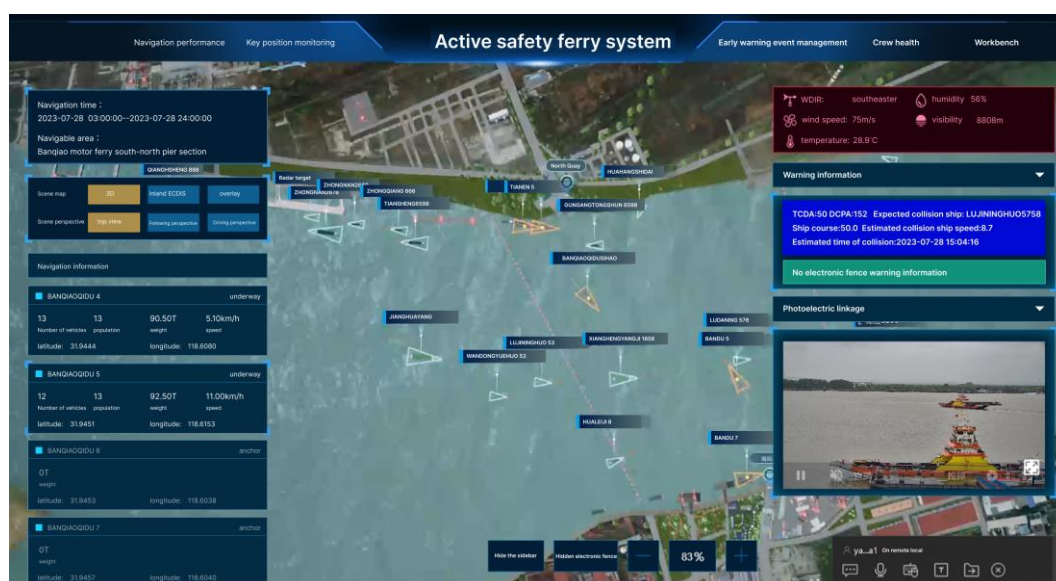 Navigation performance
Key position monitoring
Active safety ferry system
Early warning event management
Crew health
Workbench
Navigation time：
2023-07-28 03:00:00--2023-07-28 24:00:00
Navigable area：
Banqiao motor ferry south-north pier section
QIANGHSHENG 888
Scene map
3D
Inland ECDIS
overlay
Scene perspective
top view
Following perspective
Driving perspective
Navigation information
BANQIAOQIDU 4
underway
13 13 90.50T 5.10km/h
Number of vehicles population weight speed
latitude: 31.9444 longitude: 118.6080
BANQIAOQIDU 5
underway
12 13 92.50T 11.00km/h
Number of vehicles population weight speed
latitude: 31.9451 longitude: 118.6153
BANQIAOQIDU 6
anchor
0T
weight
latitude: 31.9453 longitude: 118.6038
BANQIAOQIDU 7
anchor
0T
weight
latitude: 31.9457 longitude: 118.6040
North Quay
HUAHANGSHIDAI
Radar target
ZHONGNAN2678
ZHONGQIANG 666
TIANSHENG8598
TIANEN 5
GUNGANGTONGSHUN 8598
BANQIAOQIDUSIHAO
JIANGHUAYANG
LUDANING 578
LUJININGHUO 53
XIANGHENGYANGJI 1658
BANDU 5
WANDONGYUEHUO 53
HUALEUI 8
BANDU 7
Hide the sidebar
Hidden electronic fence
83%
WDIR: southeaster
humidity 56%
wind speed: 75m/s
visibility 8808m
temperature: 28.9℃
Warning information
TCDA:50 DCPA:152 Expected collision ship: LUJININGHUO5758
Ship course:50.0 Estimated collision ship speed:8.7
Estimated time of collision:2023-07-28 15:04:16
No electronic fence warning information
Photoelectric linkage
ya...a1 On remote local